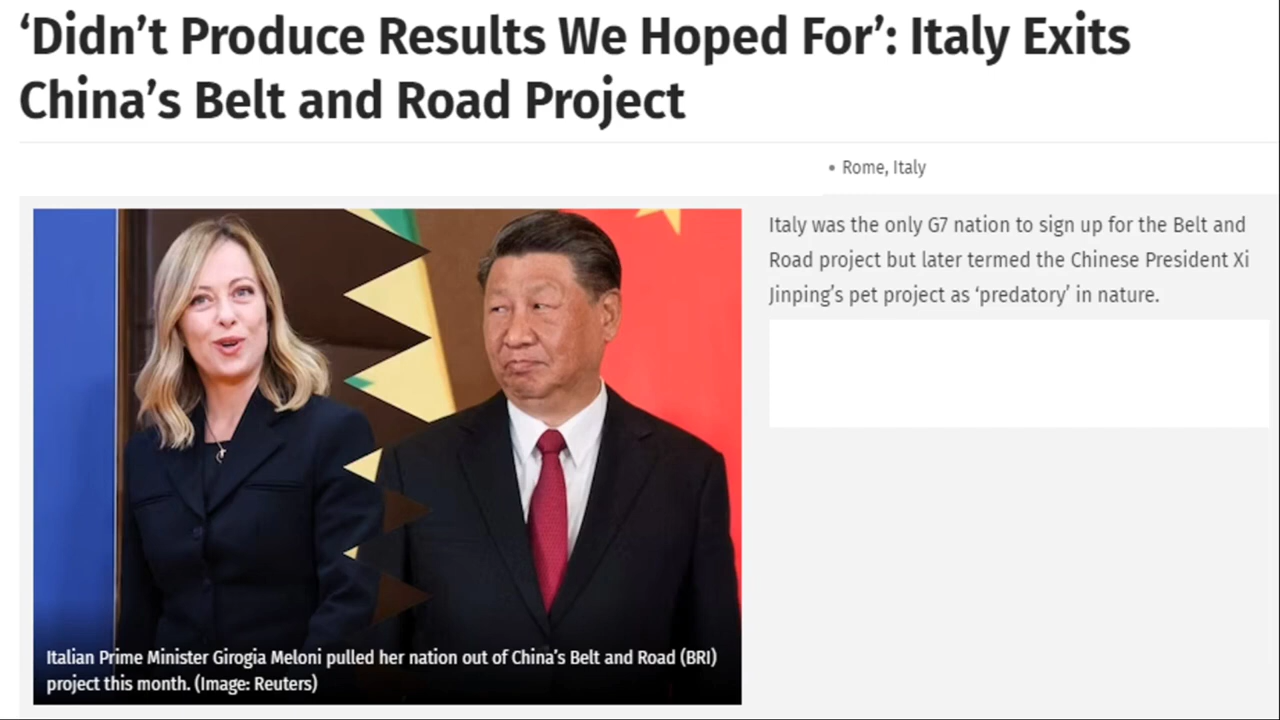 ‘Didn’t Produce Results We Hoped For’: Italy Exits
China’s Belt and Road Project
• Rome, Italy
Italy was the only G7 nation to sign up for the Belt and
Road project but later termed the Chinese President Xi
Jinping’s pet project as ‘predatory’ in nature.
Italian Prime Minister Girogia Meloni pulled her nation out of China’s Belt and Road (BRI)
project this month. (Image: Reuters)